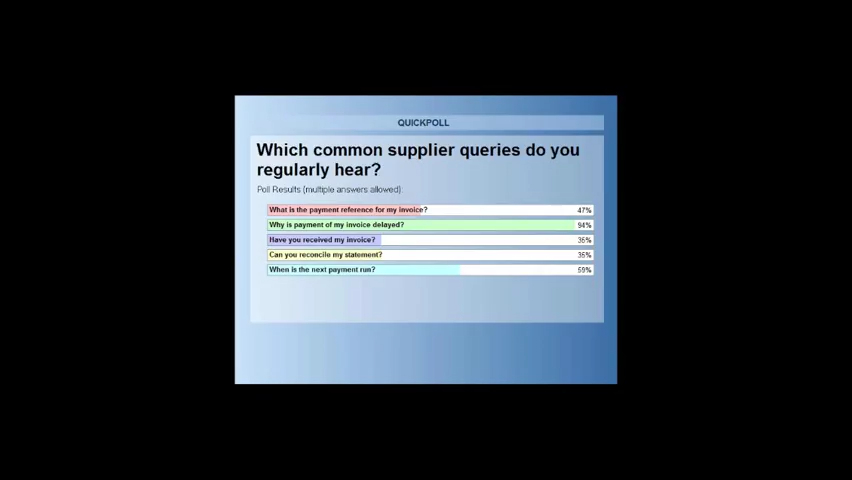 QUICKPOLL
Which common supplier queries do you
regularly hear?
Poll Results (multiple answers allowed):
What is the payment reference for my invoice? 47%
Why is payment of my invoice delayed? 94%
Have you received my invoice? 35%
Can you reconcile my statement? 35%
When is the next payment run? 59%